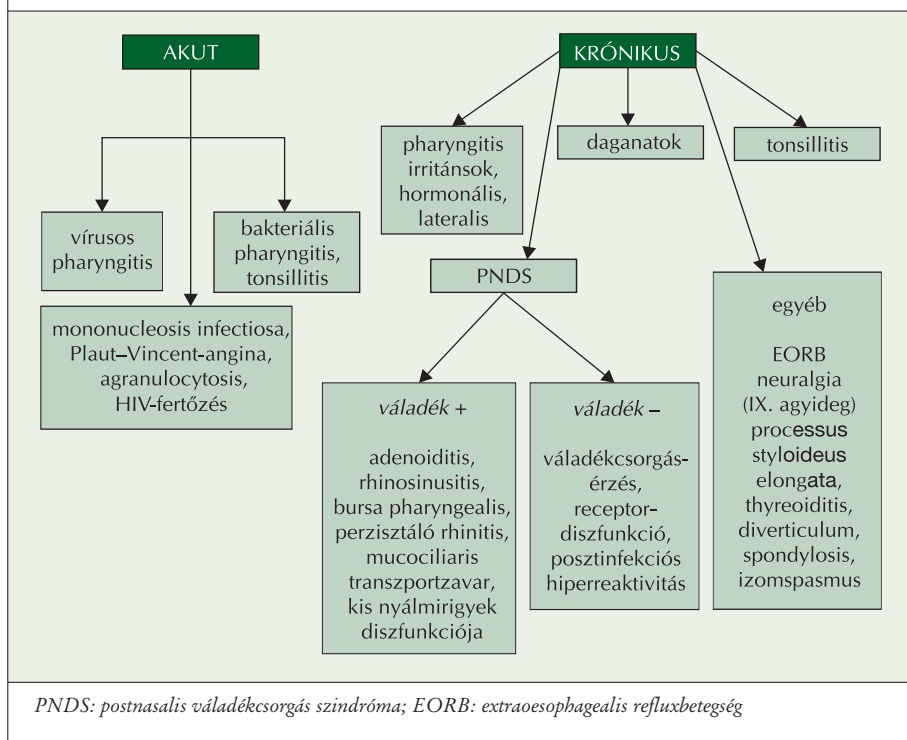 AKUT
vírusos
pharyngitis
bakteriális
pharyngitis,
tonsillitis
mononucleosis infectiosa,
Plaut–Vincent-angina,
agranulocytosis,
HIV-fertőzés
KRÓNIKUS
pharyngitis
irritánsok,
hormonális,
lateralis
daganatok
tonsillitis
PNDS
váladék +
adenoiditis,
rhinosinusitis,
bursa pharyngealis,
perzisztáló rhinitis,
mucociliaris
transzportzavar,
kis nyálmirigyek
diszfunkciója
váladék –
váladékcsorgás-
érzés,
receptor-
diszfunkció,
posztinfekciós
hiperreaktivitás
egyéb
EORB
neuralgia
(IX. agyideg)
processus
styloideus
elongata,
thyreoiditis,
diverticulum,
spondylosis,
izomspasmus
PNDS: postnasalis váladékcsorgás szindróma; EORB: extraoesophagealis refluxbetegség